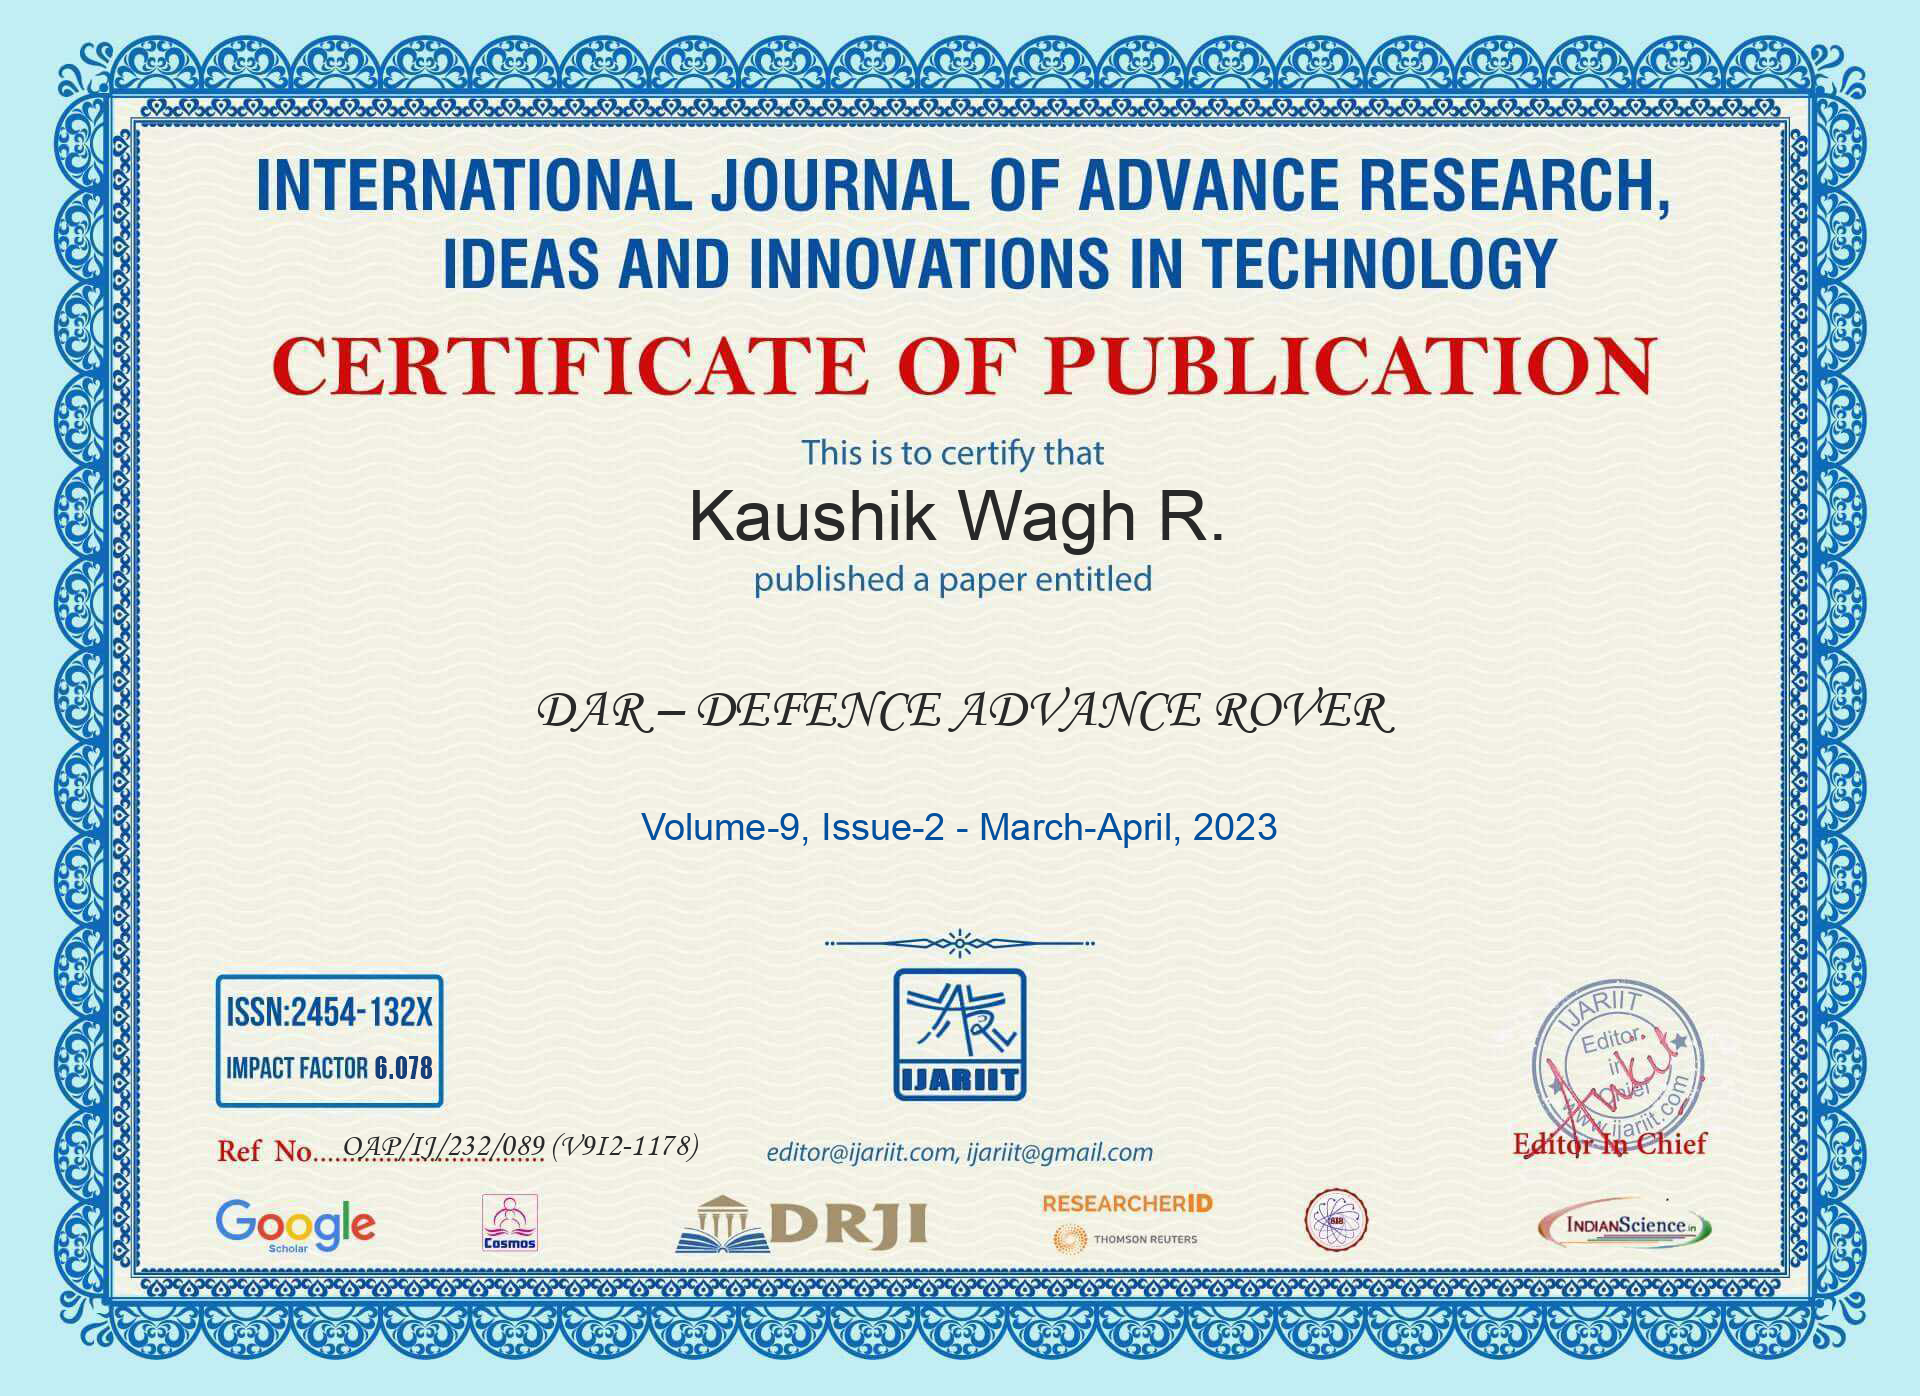 INTERNATIONAL JOURNAL OF ADVANCE RESEARCH,
IDEAS AND INNOVATIONS IN TECHNOLOGY
CERTIFICATE OF PUBLICATION
This is to certify that
Kaushik Wagh R.
published a paper entitled
DAR – DEFENCE ADVANCE ROVER
Volume-9, Issue-2 - March-April, 2023
ISSN:2454-132X
IMPACT FACTOR 6.078
IJARIIT
IJARIIT
Editor
in
Chief
www.ijariit.com
Ankit
Ref No.............................. OAP/IJ/232/089 (V9I2-1178)
editor@ijariit.com, ijariit@gmail.com
Editor In Chief
Google
Scholar
Cosmos
DRJI
RESEARCHERID
THOMSON REUTERS
INDIANScience.in